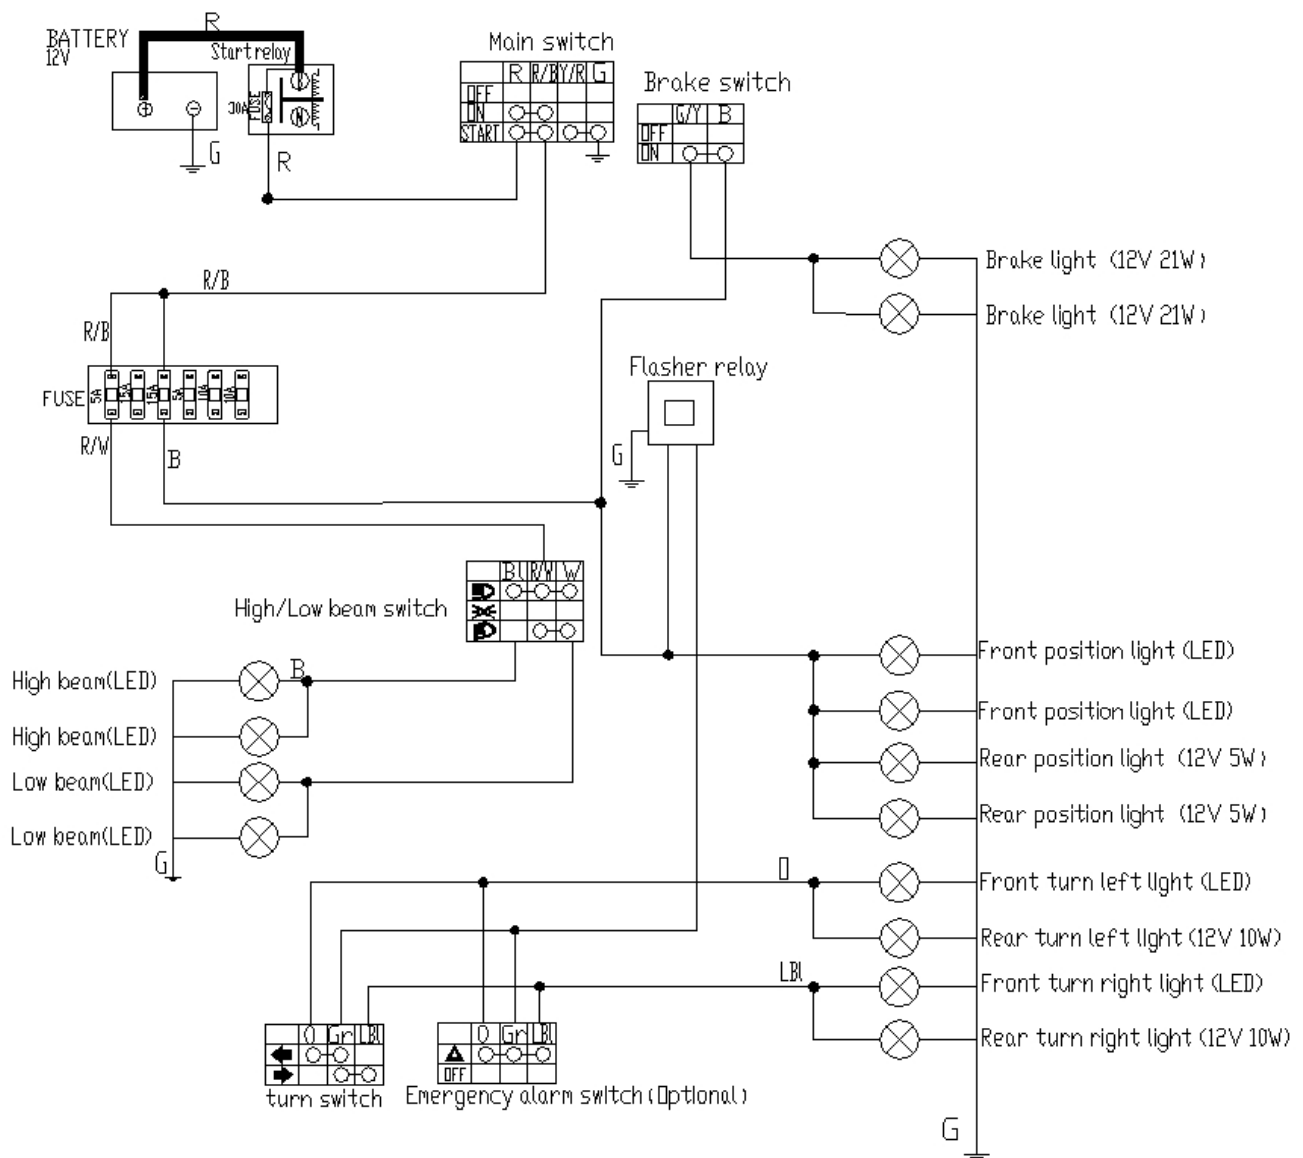 R
BATTERY
12V
Start relay
30A
FUSE
G
R
Main switch
R R/B Y/R G
OFF
ON
START
Brake switch
G/Y B
OFF
ON
Brake light (12V 21W)
Brake light (12V 21W)
R/B
R/B
FUSE
5A 15A 15A 5A 10A 10A
R/W
B
Flasher relay
G
Bl R/W W
High/Low beam switch
B
High beam(LED)
High beam(LED)
Low beam(LED)
Low beam(LED)
G
Front position light (LED)
Front position light (LED)
Rear position light (12V 5W)
Rear position light (12V 5W)
O
Front turn left light (LED)
Rear turn left light (12V 10W)
LBl
Front turn right light (LED)
Rear turn right light (12V 10W)
O Gr LBl
turn switch
O Gr LBl
OFF
Emergency alarm switch (Optional)
G